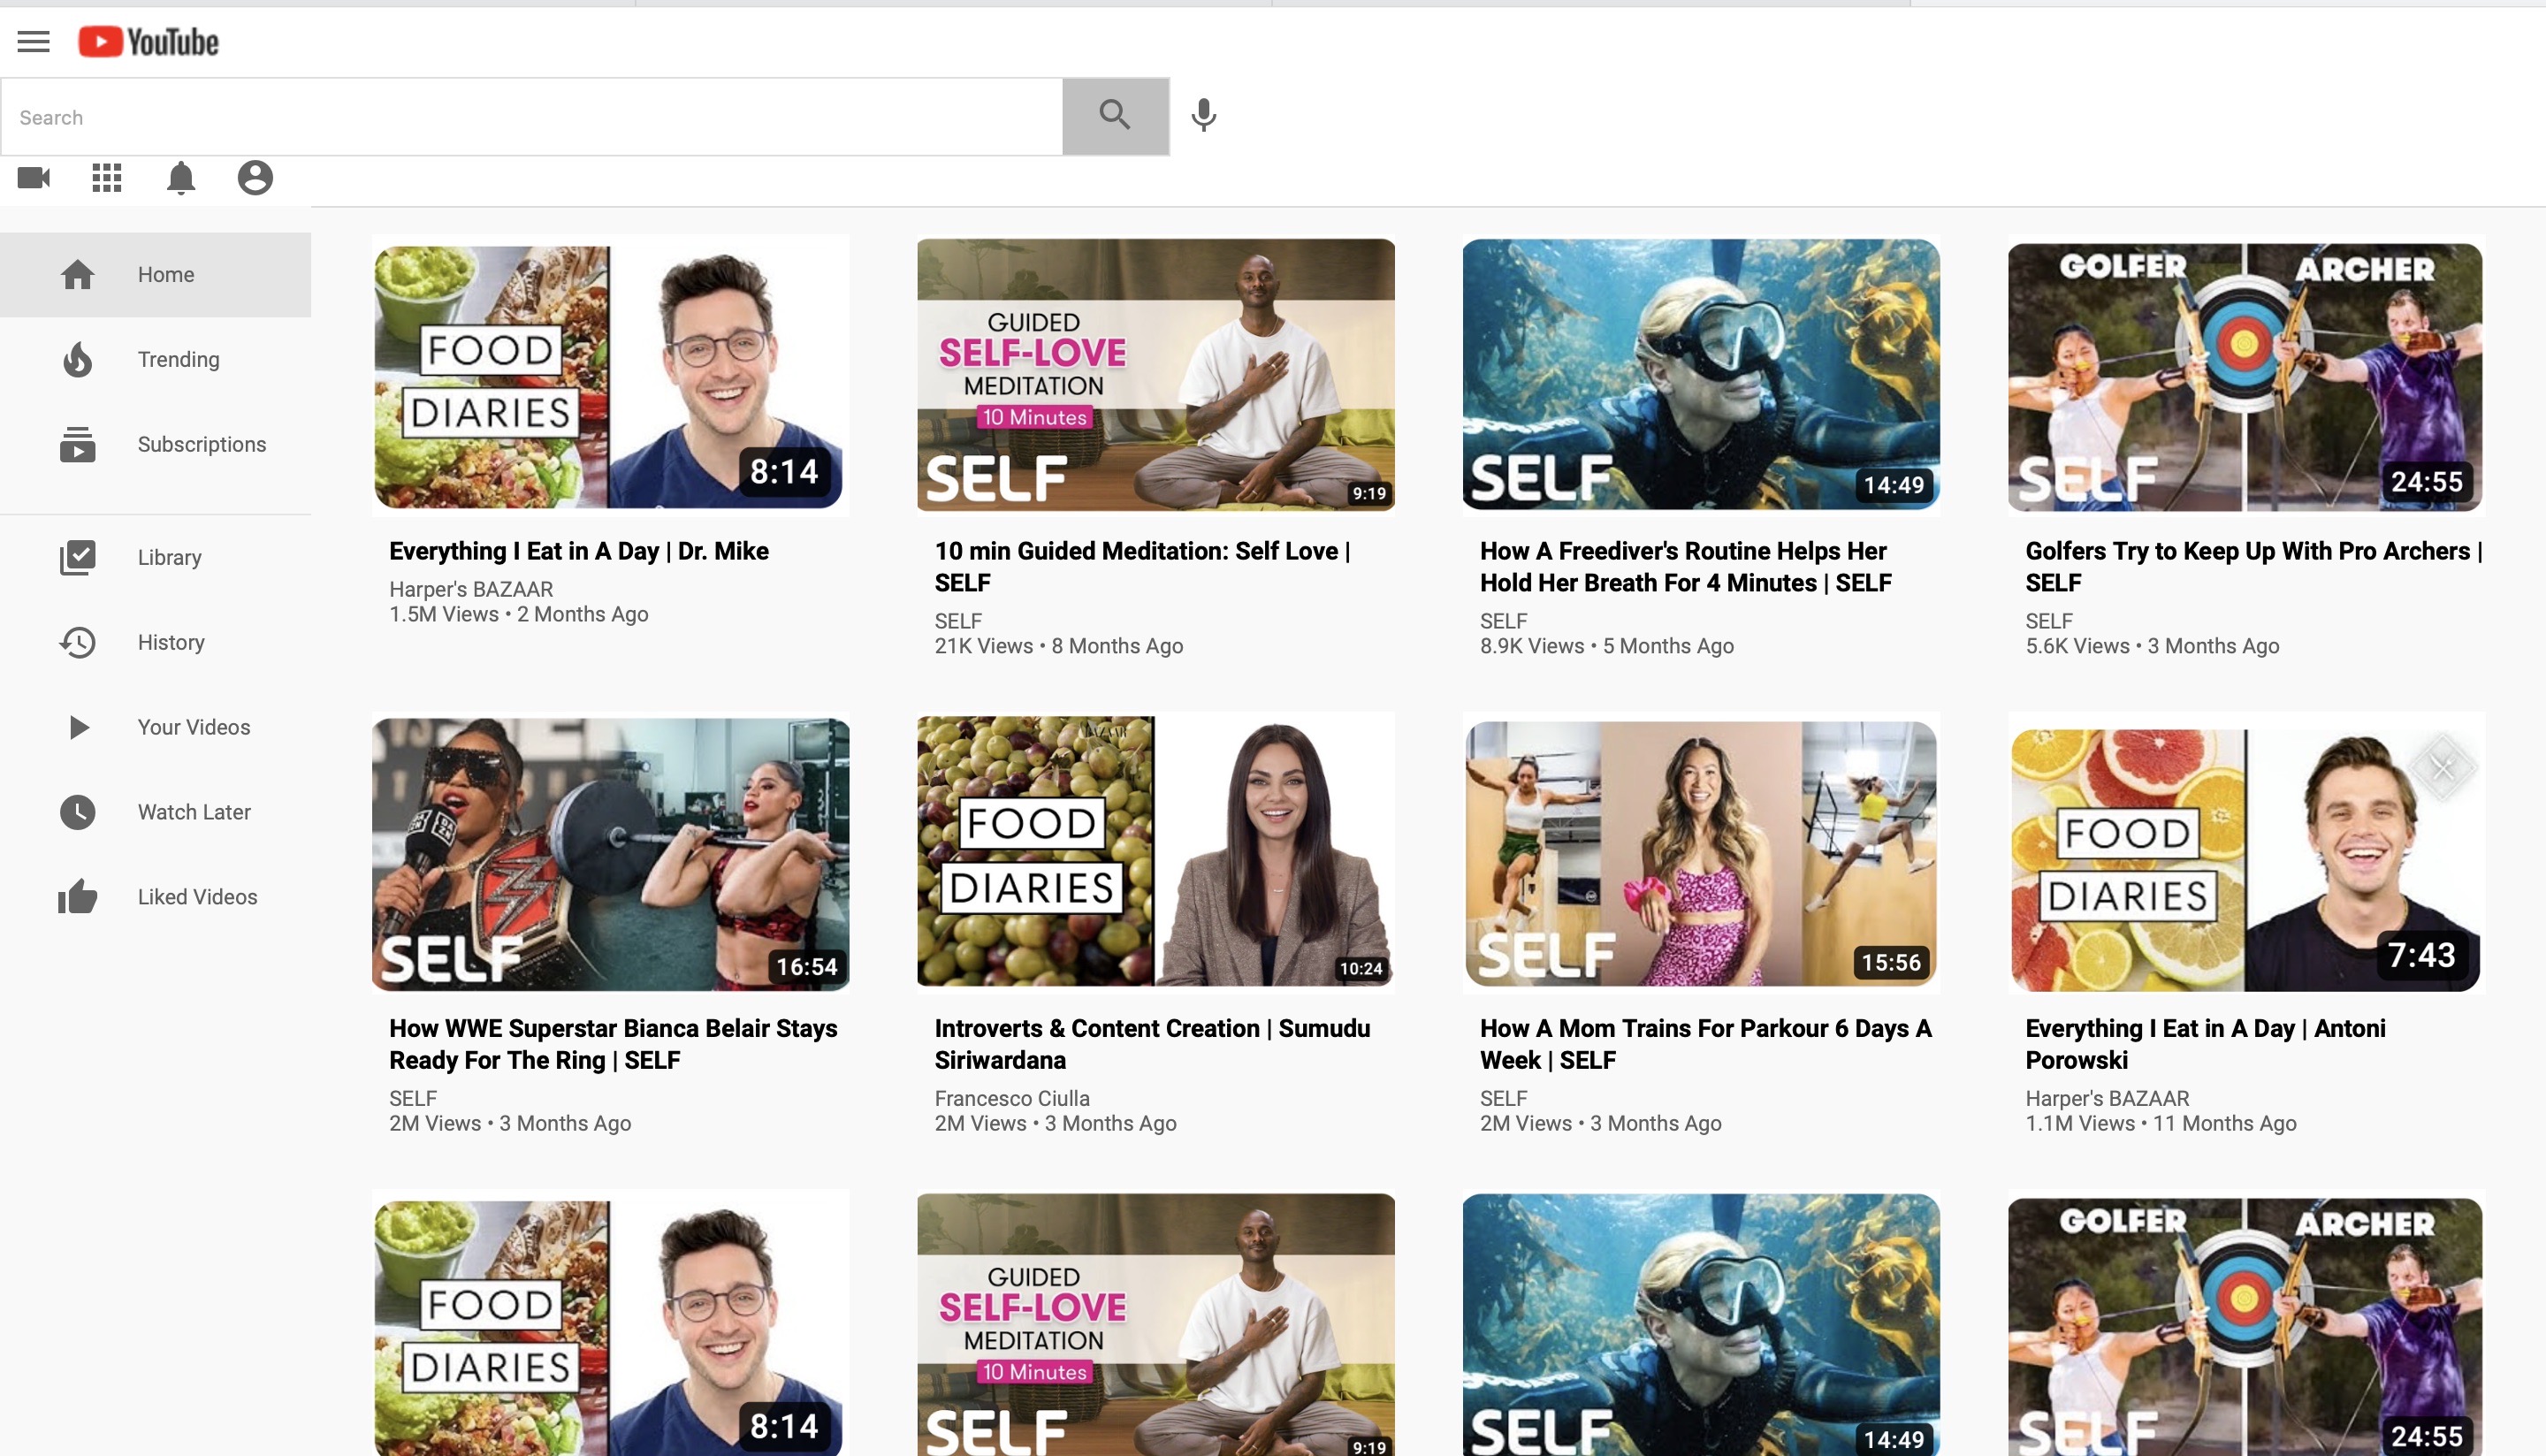 YouTube
Search
Home
Trending
Subscriptions
Library
History
Your Videos
Watch Later
Liked Videos
FOOD
DIARIES
8:14
Everything I Eat in A Day | Dr. Mike
Harper's BAZAAR
1.5M Views • 2 Months Ago
GUIDED
SELF-LOVE
MEDITATION
10 Minutes
SELF
9:19
10 min Guided Meditation: Self Love |
SELF
SELF
21K Views • 8 Months Ago
SELF
14:49
How A Freediver's Routine Helps Her
Hold Her Breath For 4 Minutes | SELF
SELF
8.9K Views • 5 Months Ago
GOLFER ARCHER
SELF
24:55
Golfers Try to Keep Up With Pro Archers |
SELF
SELF
5.6K Views • 3 Months Ago
DAZN
SELF
16:54
How WWE Superstar Bianca Belair Stays
Ready For The Ring | SELF
SELF
2M Views • 3 Months Ago
BAZAAR
FOOD
DIARIES
10:24
Introverts & Content Creation | Sumudu
Siriwardana
Francesco Ciulla
2M Views • 3 Months Ago
SELF
15:56
How A Mom Trains For Parkour 6 Days A
Week | SELF
SELF
2M Views • 3 Months Ago
FOOD
DIARIES
7:43
Everything I Eat in A Day | Antoni
Porowski
Harper's BAZAAR
1.1M Views • 11 Months Ago
FOOD
DIARIES
8:14
GUIDED
SELF-LOVE
MEDITATION
10 Minutes
SELF
9:19
SELF
14:49
GOLFER ARCHER
SELF
24:55